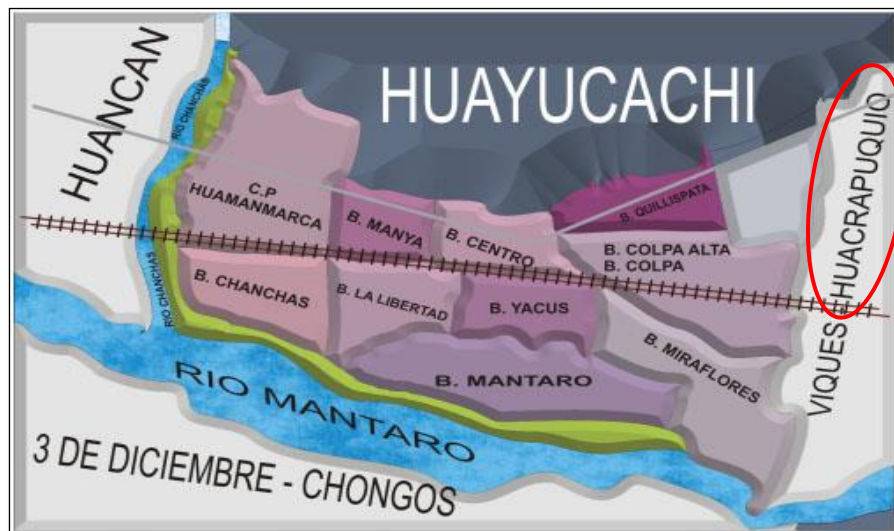 HUANCAN
RIO CHANCHAS
HUAYUCACHI
C.P
HUAMANMARCA
B. MANYA
B. CENTRO
B. QUILLISPATA
B. COLPA ALTA
B. COLPA
RIO CHANCHAS
B. CHANCHAS
B. LA LIBERTAD
B. YACUS
B. MIRAFLORES
B. MANTARO
VIQUES - HUACRAPUQUIO
RIO MANTARO
3 DE DICIEMBRE - CHONGOS